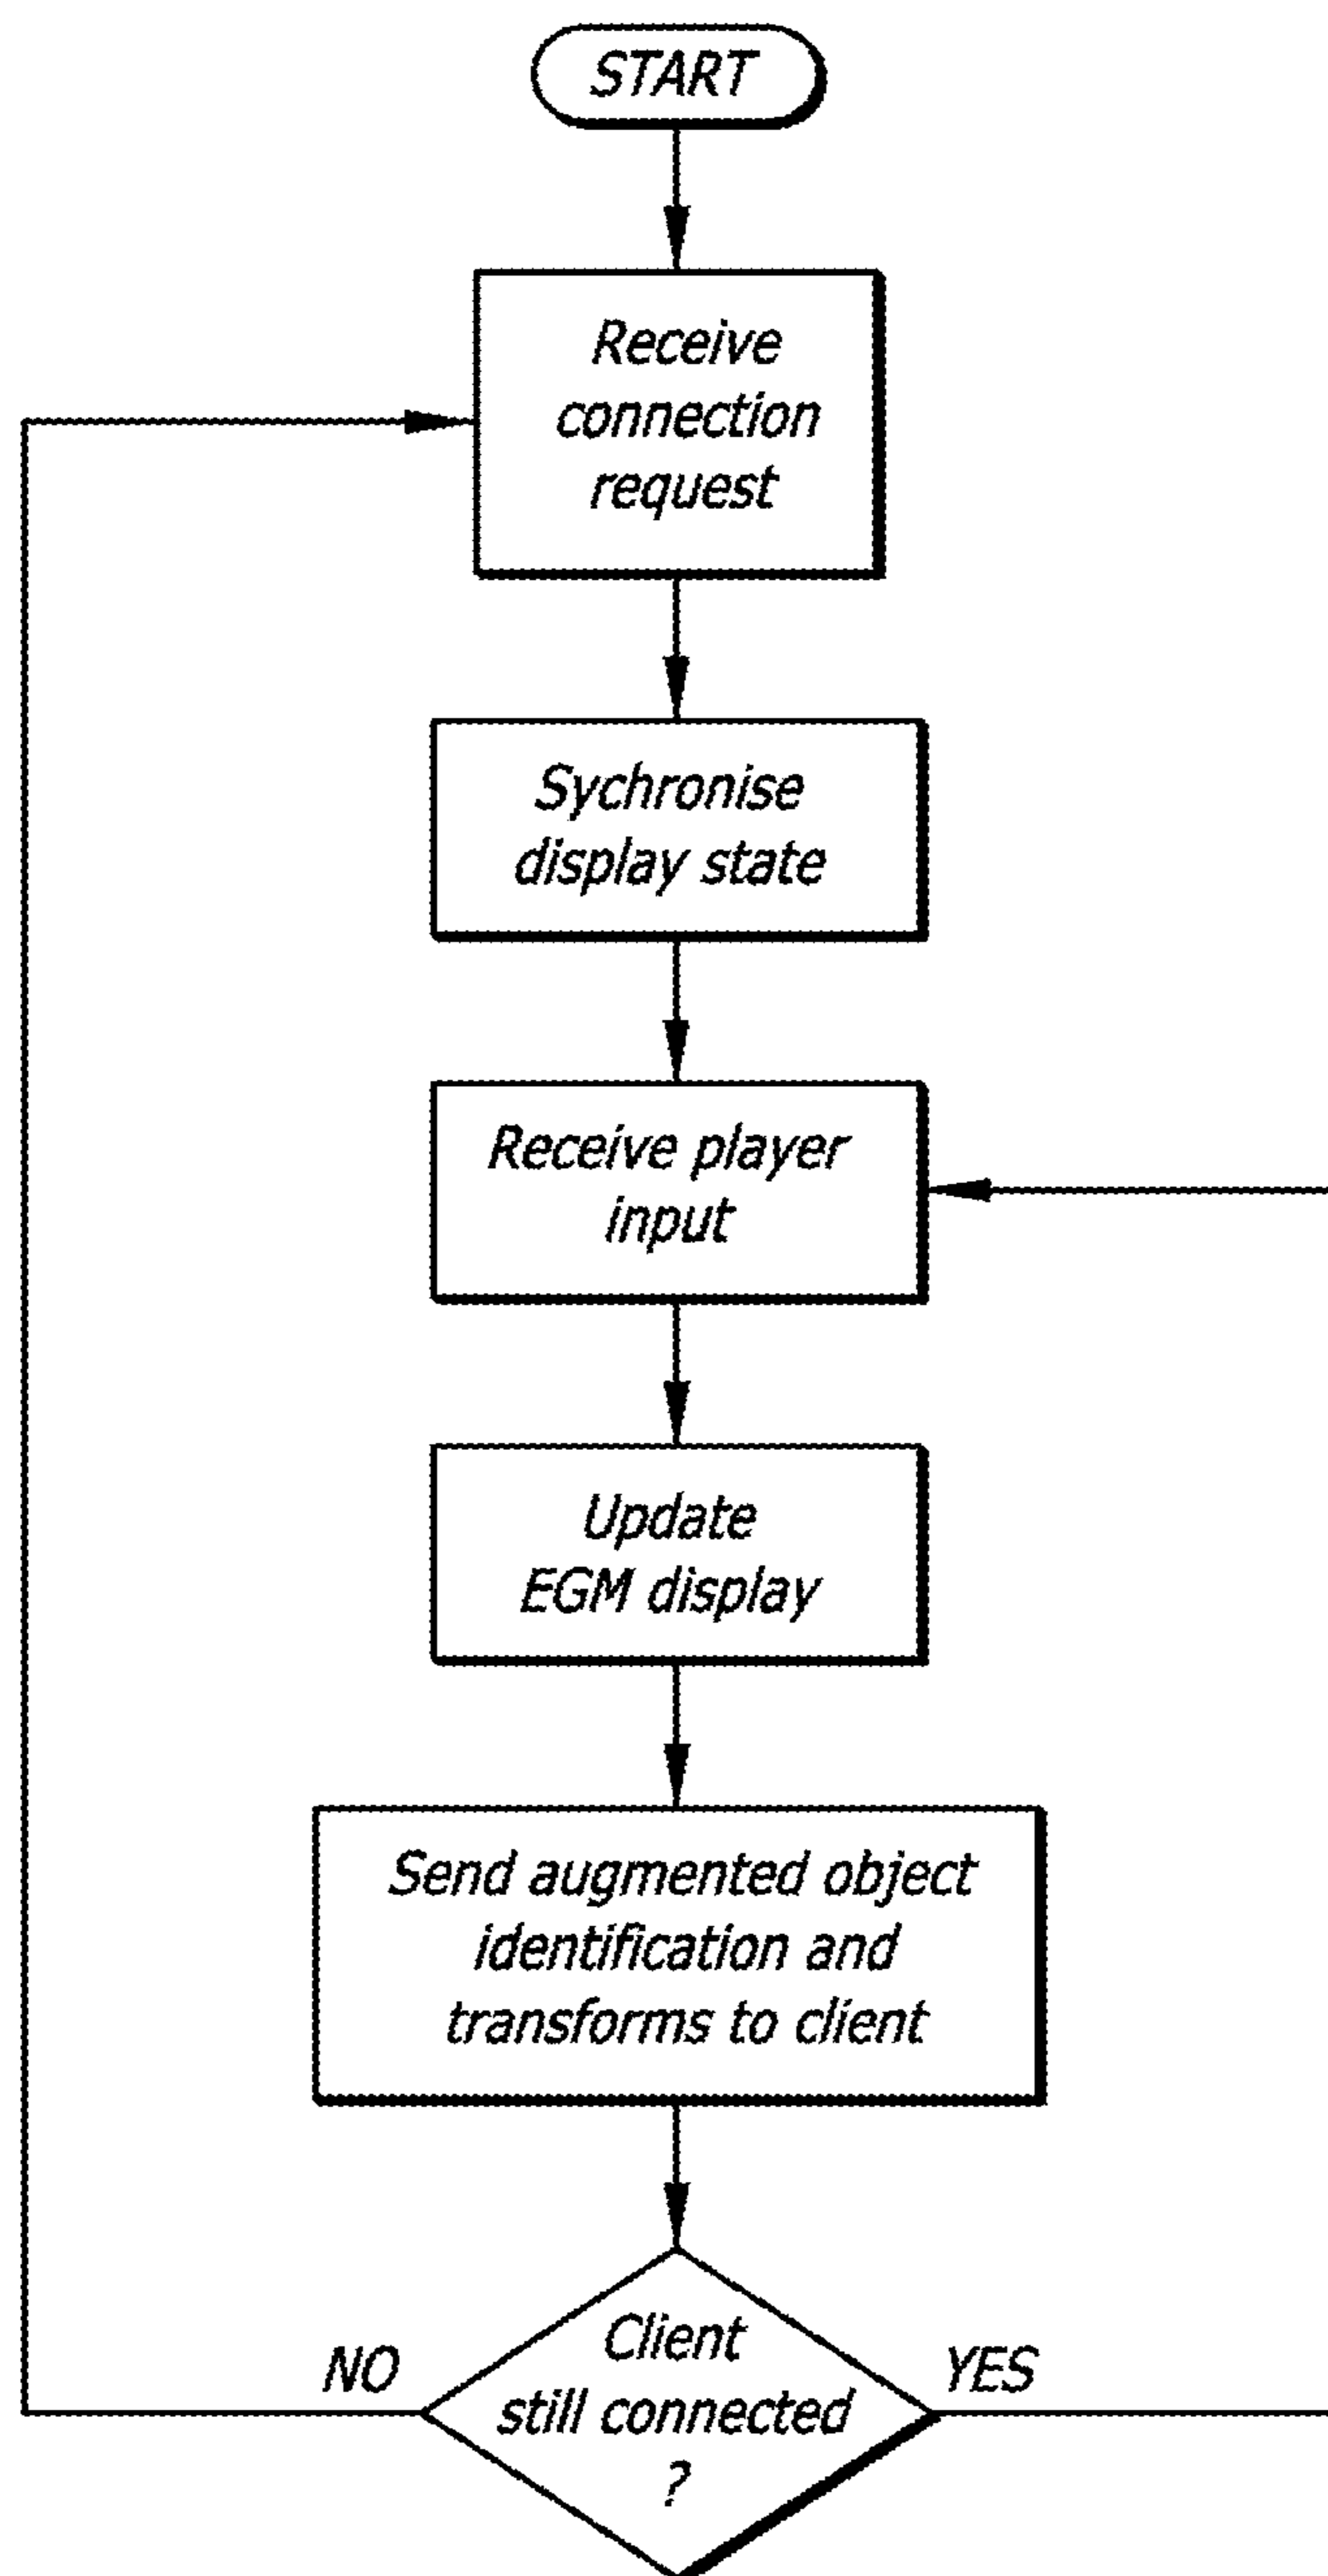 START
Receive
connection
request
Sychronise
display state
Receive player
input
Update
EGM display
Send augmented object
identification and
transforms to client
Client
still connected
?
NO
YES